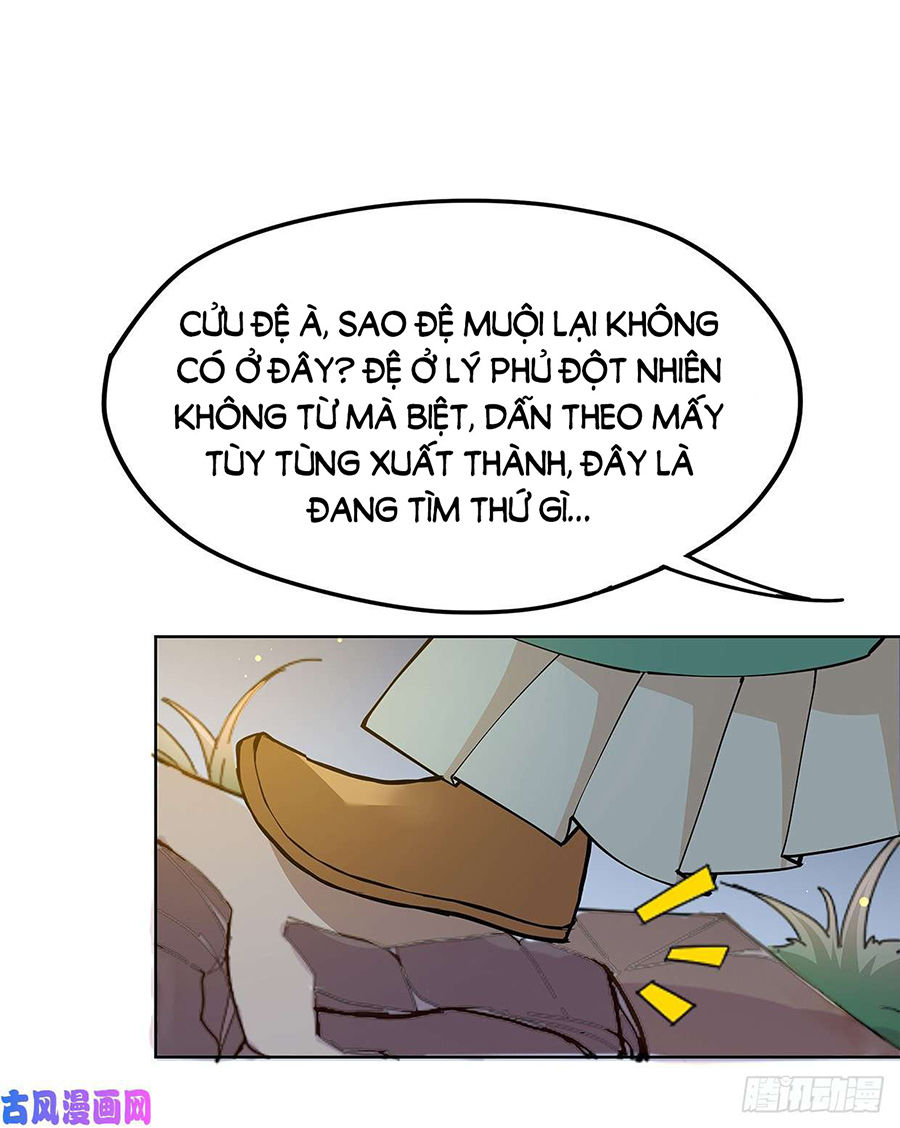 CỬU ĐỆ À, SAO ĐỆ MUỘI LẠI KHÔNG
CÓ Ở ĐÂY? ĐỆ Ở LÝ PHỦ ĐỘT NHIÊN
KHÔNG TỪ MÀ BIỆT, DẪN THEO MẤY
TÙY TÙNG XUẤT THÀNH, ĐÂY LÀ
ĐANG TÌM THỨ GÌ...
古风漫画网
腾讯动漫